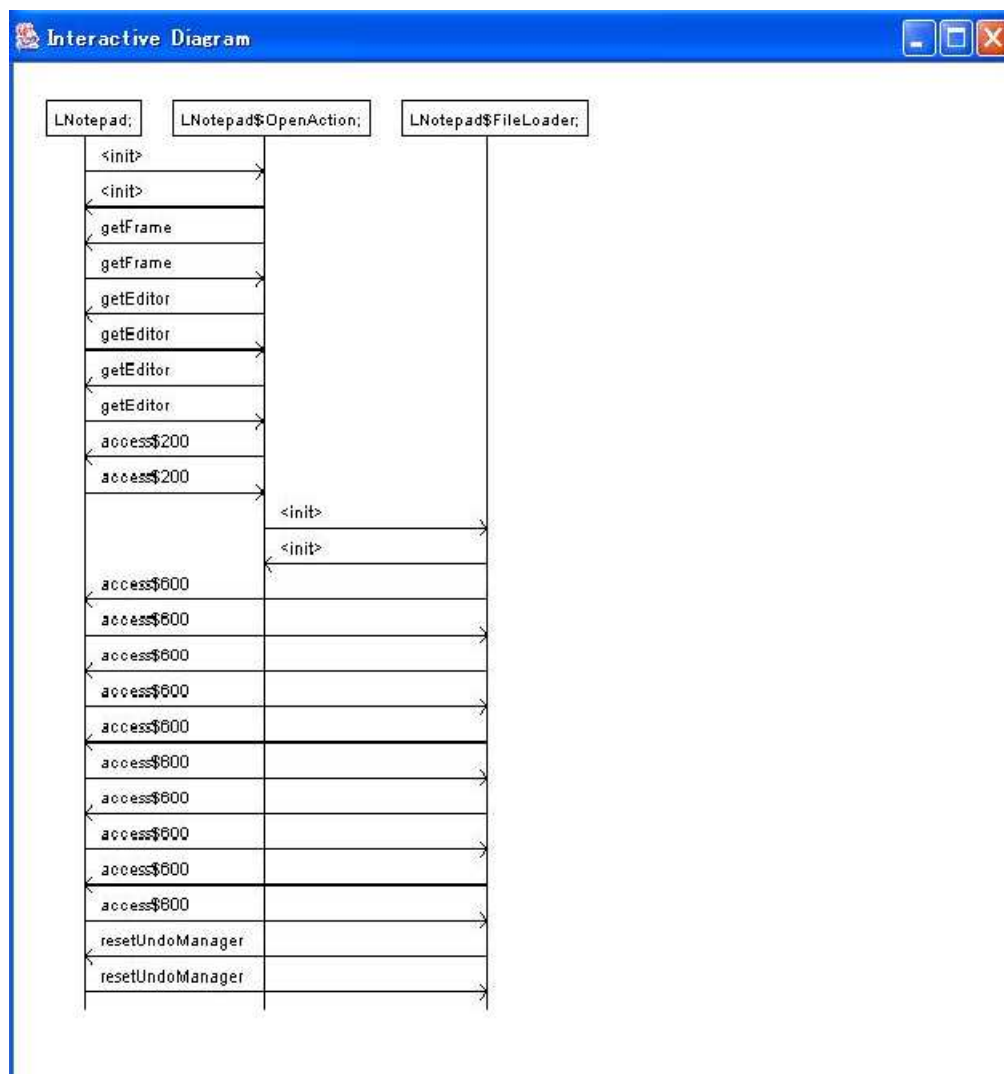 Interactive Diagram
LNotepad; LNotepad$OpenAction; LNotepad$FileLoader;
<init>
<init>
getFrame
getFrame
getEditor
getEditor
getEditor
getEditor
access$200
access$200
<init>
<init>
access$600
access$600
access$600
access$600
access$600
access$600
access$600
access$600
access$600
access$600
resetUndoManager
resetUndoManager